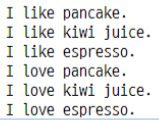 I like pancake.
I like kiwi juice.
I like espresso.
I love pancake.
I love kiwi juice.
I love espresso.